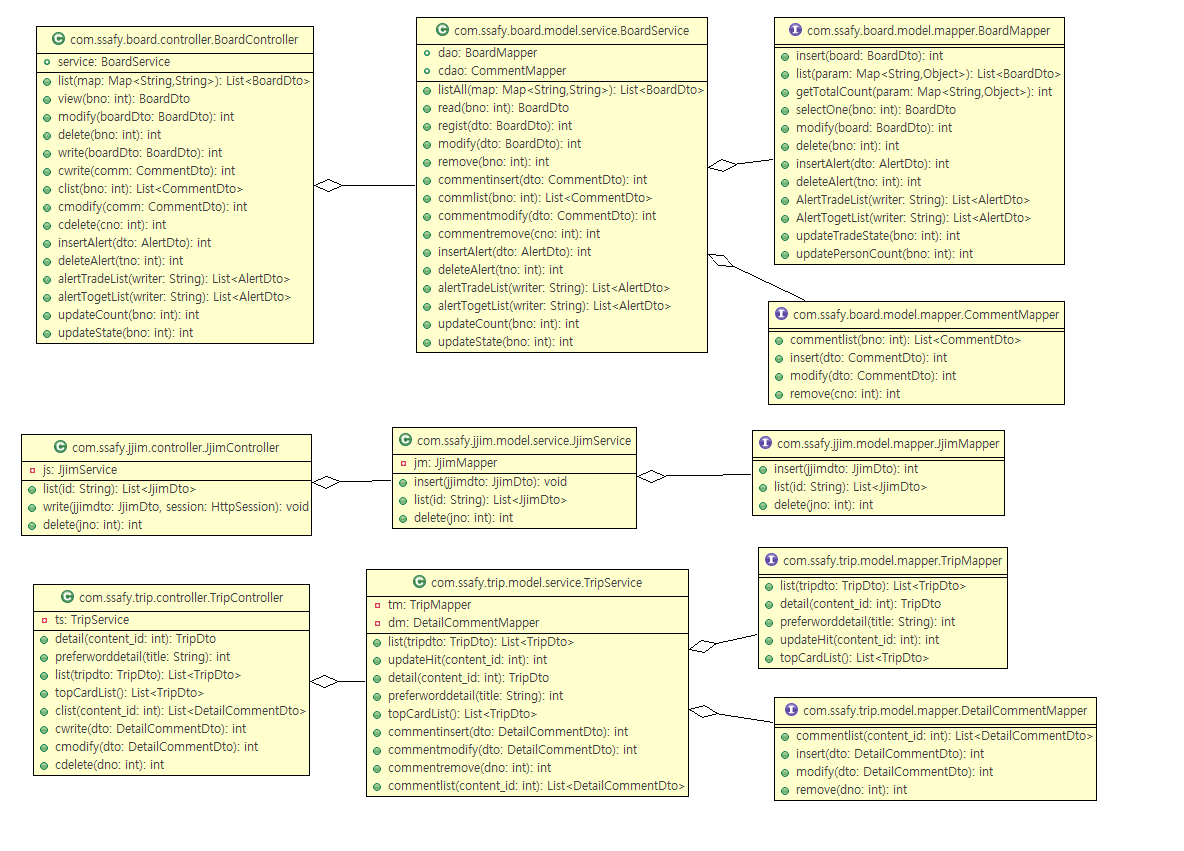 com.ssafy.board.controller.BoardController
service: BoardService
list(map: Map<String,String>): List<BoardDto>
view(bno: int): BoardDto
modify(boardDto: BoardDto): int
delete(bno: int): int
write(boardDto: BoardDto): int
cwrite(comm: CommentDto): int
clist(bno: int): List<CommentDto>
cmodify(comm: CommentDto): int
cdelete(cno: int): int
insertAlert(dto: AlertDto): int
deleteAlert(tno: int): int
alertTradeList(writer: String): List<AlertDto>
alertTogetList(writer: String): List<AlertDto>
updateCount(bno: int): int
updateState(bno: int): int
com.ssafy.board.model.service.BoardService
dao: BoardMapper
cdao: CommentMapper
listAll(map: Map<String,String>): List<BoardDto>
read(bno: int): BoardDto
regist(dto: BoardDto): int
modify(dto: BoardDto): int
remove(bno: int): int
commentinsert(dto: CommentDto): int
commlist(bno: int): List<CommentDto>
commentmodify(dto: CommentDto): int
commentremove(cno: int): int
insertAlert(dto: AlertDto): int
deleteAlert(tno: int): int
alertTradeList(writer: String): List<AlertDto>
alertTogetList(writer: String): List<AlertDto>
updateCount(bno: int): int
updateState(bno: int): int
com.ssafy.board.model.mapper.BoardMapper
insert(board: BoardDto): int
list(param: Map<String,Object>): List<BoardDto>
getTotalCount(param: Map<String,Object>): int
selectOne(bno: int): BoardDto
modify(board: BoardDto): int
delete(bno: int): int
insertAlert(dto: AlertDto): int
deleteAlert(tno: int): int
AlertTradeList(writer: String): List<AlertDto>
AlertTogetList(writer: String): List<AlertDto>
updateTradeState(bno: int): int
updatePersonCount(bno: int): int
com.ssafy.board.model.mapper.CommentMapper
commentlist(bno: int): List<CommentDto>
insert(dto: CommentDto): int
modify(dto: CommentDto): int
remove(cno: int): int
com.ssafy.jjim.controller.JjimController
js: JjimService
list(id: String): List<JjimDto>
write(jjimdto: JjimDto, session: HttpSession): void
delete(jno: int): int
com.ssafy.jjim.model.service.JjimService
jm: JjimMapper
insert(jjimdto: JjimDto): void
list(id: String): List<JjimDto>
delete(jno: int): int
com.ssafy.jjim.model.mapper.JjimMapper
insert(jjimdto: JjimDto): int
list(id: String): List<JjimDto>
delete(jno: int): int
com.ssafy.trip.controller.TripController
ts: TripService
detail(content_id: int): TripDto
preferworddetail(title: String): int
list(tripdto: TripDto): List<TripDto>
topCardList(): List<TripDto>
clist(content_id: int): List<DetailCommentDto>
cwrite(dto: DetailCommentDto): int
cmodify(dto: DetailCommentDto): int
cdelete(dno: int): int
com.ssafy.trip.model.service.TripService
tm: TripMapper
dm: DetailCommentMapper
list(tripdto: TripDto): List<TripDto>
updateHit(content_id: int): int
detail(content_id: int): TripDto
preferworddetail(title: String): int
topCardList(): List<TripDto>
commentinsert(dto: DetailCommentDto): int
commentmodify(dto: DetailCommentDto): int
commentremove(dno: int): int
commentlist(content_id: int): List<DetailCommentDto>
com.ssafy.trip.model.mapper.TripMapper
list(tripdto: TripDto): List<TripDto>
detail(content_id: int): TripDto
preferworddetail(title: String): int
updateHit(content_id: int): int
topCardList(): List<TripDto>
com.ssafy.trip.model.mapper.DetailCommentMapper
commentlist(content_id: int): List<DetailCommentDto>
insert(dto: DetailCommentDto): int
modify(dto: DetailCommentDto): int
remove(dno: int): int